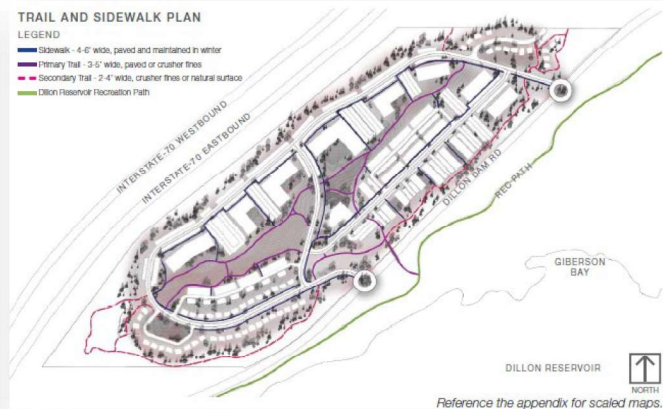 TRAIL AND SIDEWALK PLAN
LEGEND
Sidewalk - 4-6' wide, paved and maintained in winter
Primary Trail - 3-5' wide, paved or crusher fines
Secondary Trail - 2-4' wide, crusher fines or natural surface
Dillon Reservoir Recreation Path
INTERSTATE-70 WESTBOUND
INTERSTATE-70 EASTBOUND
DILLON DAM RD
REC PATH
GIBERSON
BAY
DILLON RESERVOIR
NORTH
Reference the appendix for scaled maps.